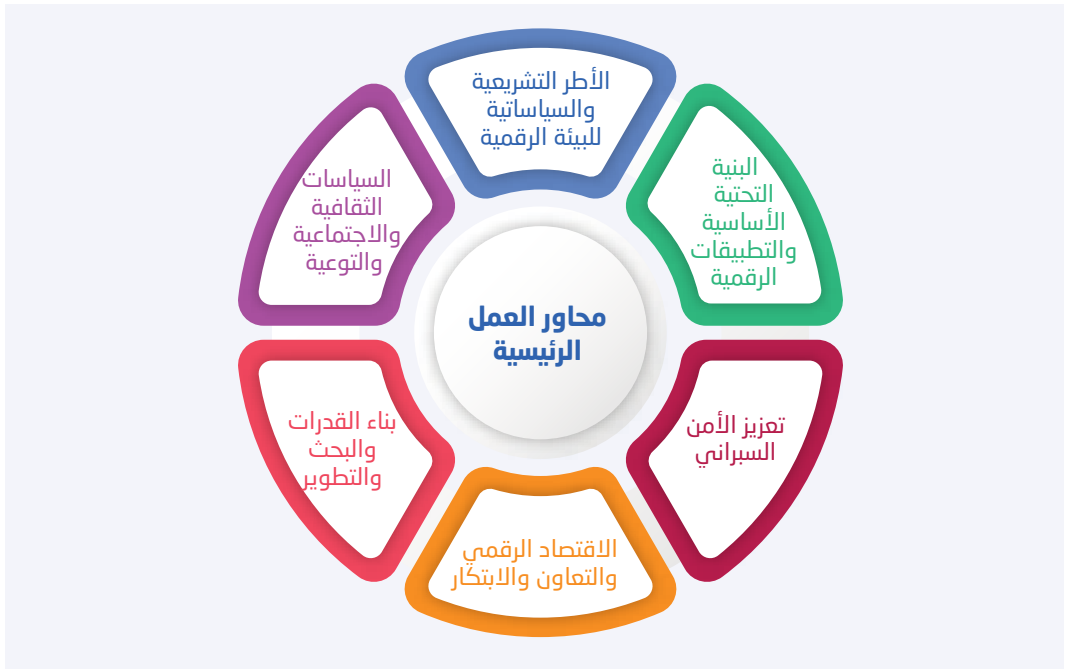 الأطر التشريعية
والسياساتية
للبيئة الرقمية
البنية
التحتية
الأساسية
والتطبيقات
الرقمية
تعزيز الأمن
السبراني
الاقتصاد الرقمي
والتعاون والابتكار
بناء القدرات
والبحث
والتطوير
السياسات
الثقافية
والاجتماعية
والتوعية
محاور العمل
الرئيسية